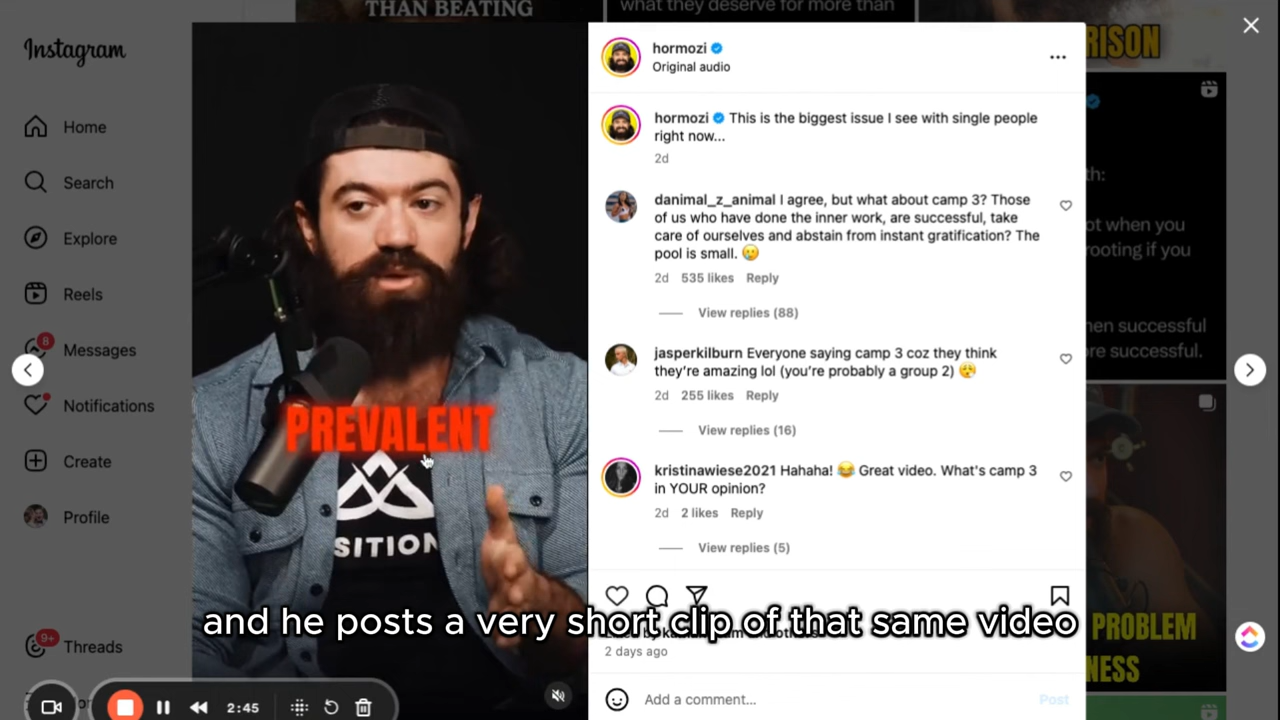 THAN BEATING
what they deserve for more than
Instagram
hormozi
Original audio
RISON
hormozi This is the biggest issue I see with single people
right now...
2d
Home
Search
Explore
Reels
8
Messages
Notifications
Create
Profile
9+
Threads
danimal_z_animal I agree, but what about camp 3? Those
of us who have done the inner work, are successful, take
care of ourselves and abstain from instant gratification? The
pool is small. 🥲
2d 535 likes Reply
View replies (88)
jasperkilburn Everyone saying camp 3 coz they think
they're amazing lol (you're probably a group 2) 😮‍💨
2d 255 likes Reply
View replies (16)
kristinawiese2021 Hahaha! 😂 Great video. What's camp 3
in YOUR opinion?
2d 2 likes Reply
View replies (5)
th:
ot when you
ooting if you
en successful
re successful.
PREVALENT
SITION
and he posts a very short clip of that same video
2 days ago
PROBLEM
NESS
Add a comment...
Post
2:45